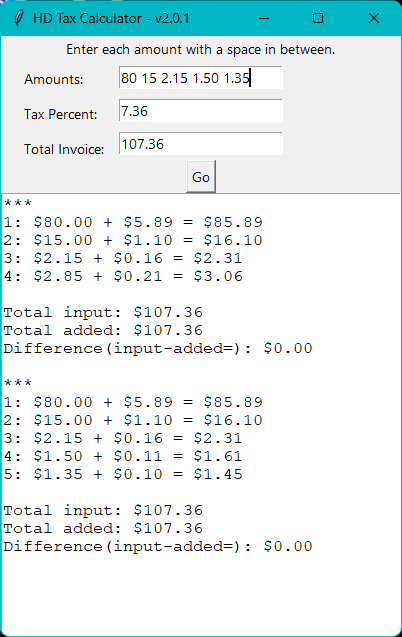 HD Tax Calculator - v2.0.1
Enter each amount with a space in between.
Amounts: 80 15 2.15 1.50 1.35
Tax Percent: 7.36
Total Invoice: 107.36
Go
***
1: $80.00 + $5.89 = $85.89
2: $15.00 + $1.10 = $16.10
3: $2.15 + $0.16 = $2.31
4: $2.85 + $0.21 = $3.06
Total input: $107.36
Total added: $107.36
Difference(input-added=): $0.00
***
1: $80.00 + $5.89 = $85.89
2: $15.00 + $1.10 = $16.10
3: $2.15 + $0.16 = $2.31
4: $1.50 + $0.11 = $1.61
5: $1.35 + $0.10 = $1.45
Total input: $107.36
Total added: $107.36
Difference(input-added=): $0.00